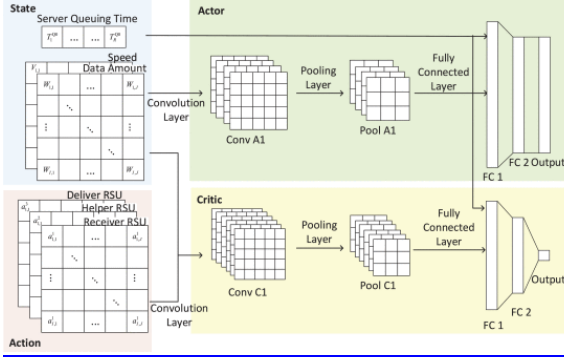 State
Server Queuing Time
... ...
Speed
Data Amount
...
...
Convolution
Layer
Actor
Conv A1
Pooling
Layer
Pool A1
Fully
Connected
Layer
FC 1
FC 2
Output
Deliver RSU
Helper RSU
Receiver RSU
...
...
Action
Convolution
Layer
Critic
Conv C1
Pooling
Layer
Pool C1
Fully
Connected
Layer
FC 1
FC 2
Output